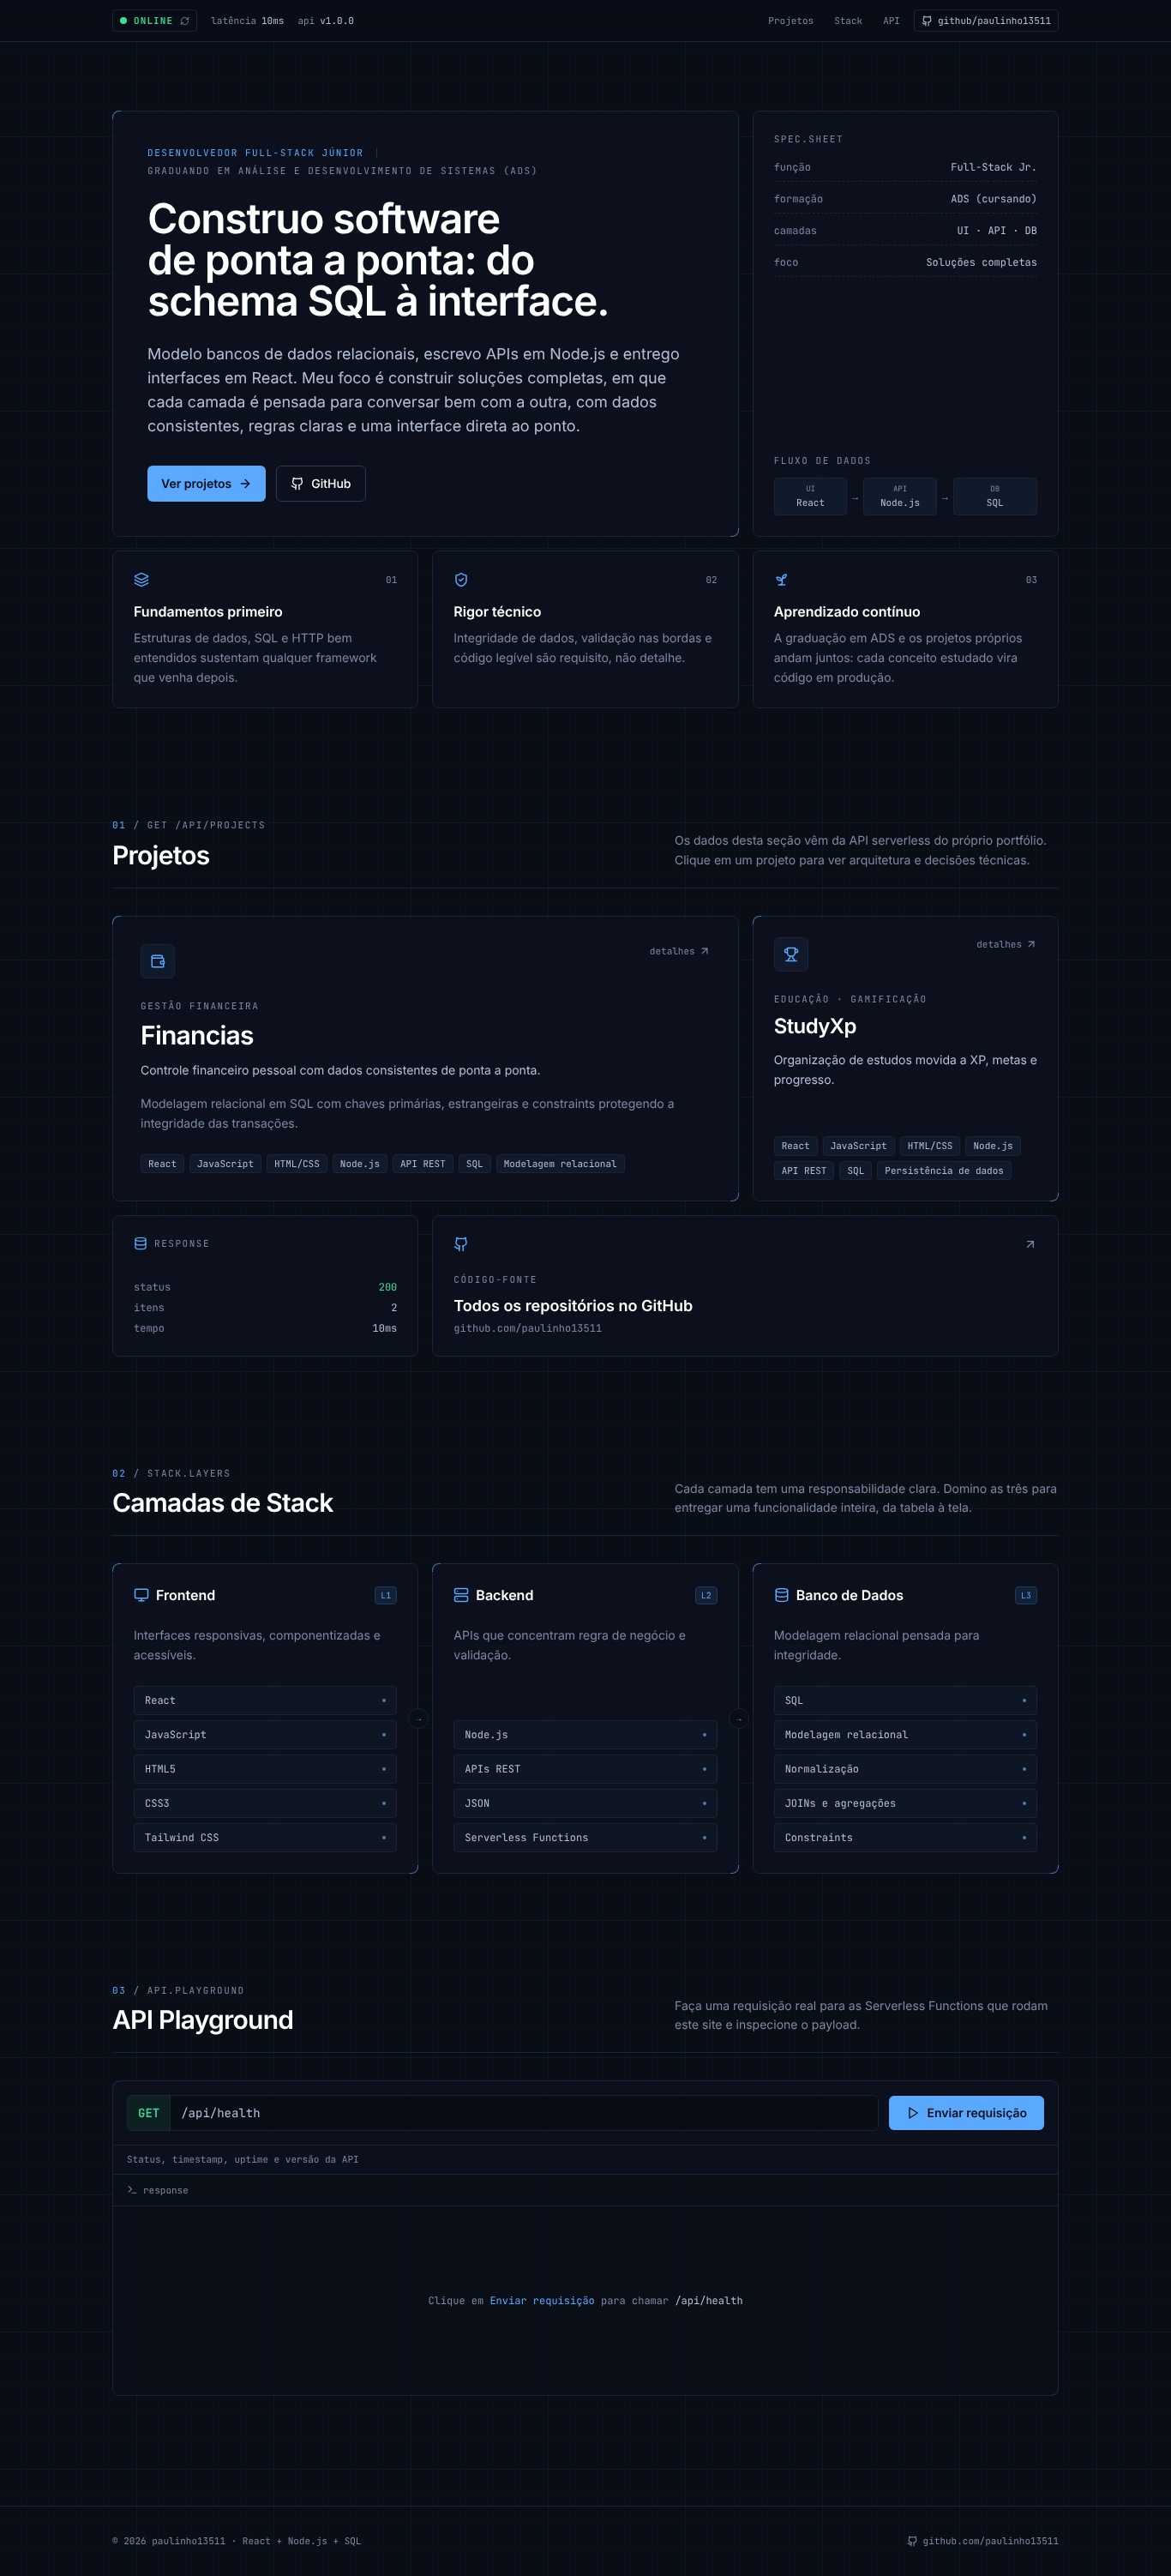 ONLINE
latência 10ms api v1.0.0
Projetos Stack API github/paulinho13511
DESENVOLVEDOR FULL-STACK JÚNIOR |
GRADUANDO EM ANÁLISE E DESENVOLVIMENTO DE SISTEMAS (ADS)
Construo software
de ponta a ponta: do
schema SQL à interface.
Modelo bancos de dados relacionais, escrevo APIs em Node.js e entrego
interfaces em React. Meu foco é construir soluções completas, em que
cada camada é pensada para conversar bem com a outra, com dados
consistentes, regras claras e uma interface direta ao ponto.
Ver projetos →
GitHub
SPEC.SHEET
função Full-Stack Jr.
formação ADS (cursando)
camadas UI · API · DB
foco Soluções completas
FLUXO DE DADOS
UI
React
→
API
Node.js
→
DB
SQL
01
Fundamentos primeiro
Estruturas de dados, SQL e HTTP bem
entendidos sustentam qualquer framework
que venha depois.
02
Rigor técnico
Integridade de dados, validação nas bordas e
código legível são requisito, não detalhe.
03
Aprendizado contínuo
A graduação em ADS e os projetos próprios
andam juntos: cada conceito estudado vira
código em produção.
01 / GET /API/PROJECTS
Projetos
Os dados desta seção vêm da API serverless do próprio portfólio.
Clique em um projeto para ver arquitetura e decisões técnicas.
detalhes
GESTÃO FINANCEIRA
Financias
Controle financeiro pessoal com dados consistentes de ponta a ponta.
Modelagem relacional em SQL com chaves primárias, estrangeiras e constraints protegendo a
integridade das transações.
React JavaScript HTML/CSS Node.js API REST SQL Modelagem relacional
detalhes
EDUCAÇÃO · GAMIFICAÇÃO
StudyXp
Organização de estudos movida a XP, metas e
progresso.
React JavaScript HTML/CSS Node.js
API REST SQL Persistência de dados
RESPONSE
status 200
itens 2
tempo 10ms
CÓDIGO-FONTE
Todos os repositórios no GitHub
github.com/paulinho13511
02 / STACK.LAYERS
Camadas de Stack
Cada camada tem uma responsabilidade clara. Domino as três para
entregar uma funcionalidade inteira, da tabela à tela.
Frontend L1
Interfaces responsivas, componentizadas e
acessíveis.
React
JavaScript
HTML5
CSS3
Tailwind CSS
→
Backend L2
APIs que concentram regra de negócio e
validação.
Node.js
APIs REST
JSON
Serverless Functions
→
Banco de Dados L3
Modelagem relacional pensada para
integridade.
SQL
Modelagem relacional
Normalização
JOINs e agregações
Constraints
03 / API.PLAYGROUND
API Playground
Faça uma requisição real para as Serverless Functions que rodam
este site e inspecione o payload.
GET /api/health
Enviar requisição
Status, timestamp, uptime e versão da API
response
Clique em Enviar requisição para chamar /api/health
© 2026 paulinho13511 · React + Node.js + SQL
github.com/paulinho13511